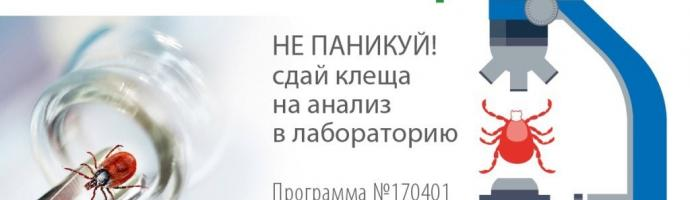 НЕ ПАНИКУЙ!
сдай клеща
на анализ
в лабораторию
Программа №170401